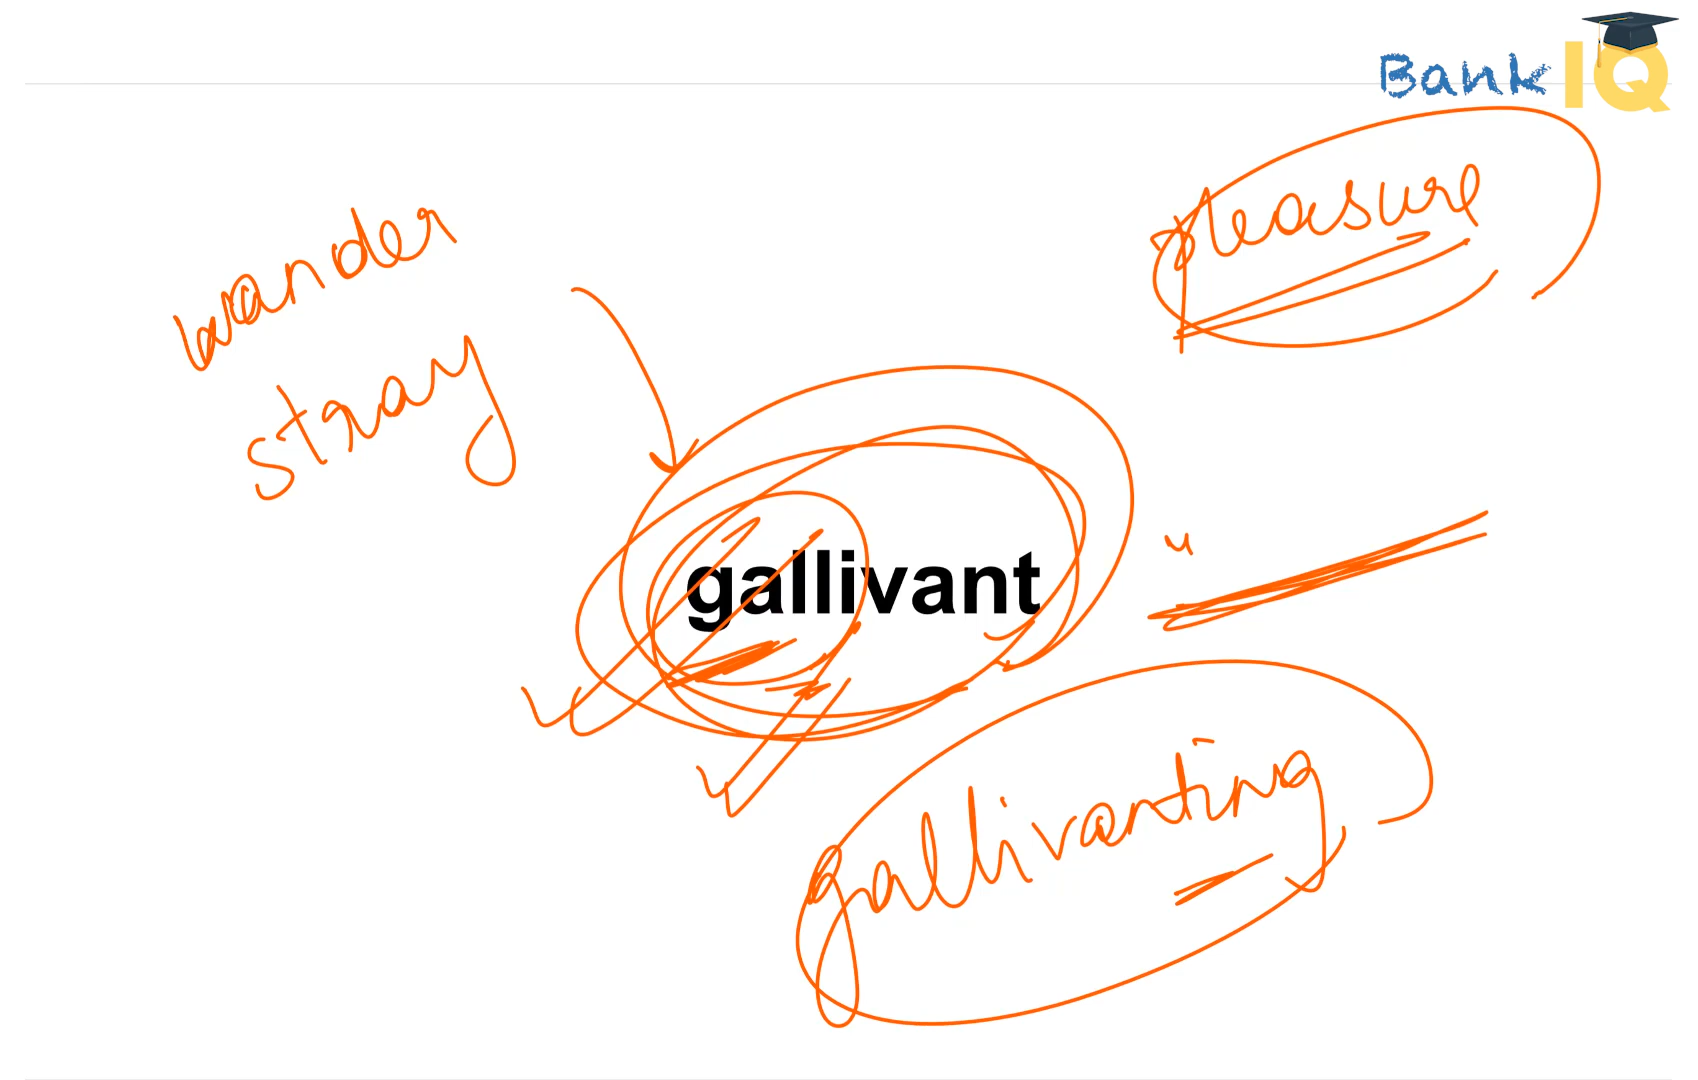 Bank IQ
pleasure
wander
stray
gallivant
gallivanting